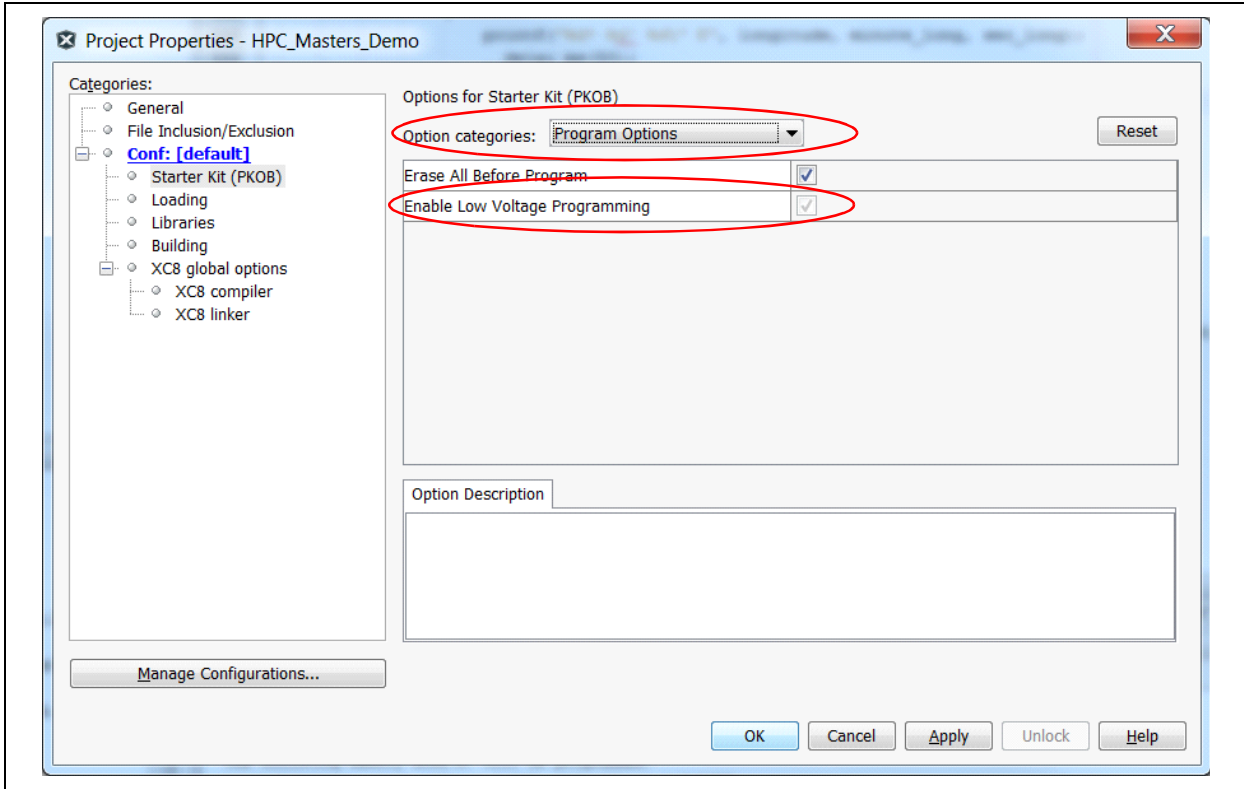 Project Properties - HPC_Masters_Demo
Categories:
General
File Inclusion/Exclusion
Conf: [default]
Starter Kit (PKOB)
Loading
Libraries
Building
XC8 global options
XC8 compiler
XC8 linker
Manage Configurations...
Options for Starter Kit (PKOB)
Option categories: Program Options
Reset
Erase All Before Program
Enable Low Voltage Programming
Option Description
OK Cancel Apply Unlock Help